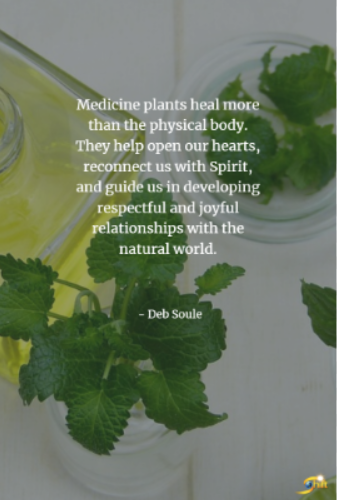 Medicine plants heal more
than the physical body.
They help open our hearts,
reconnect us with Spirit,
and guide us in developing
respectful and joyful
relationships with the
natural world.
~ Deb Soule
Shift